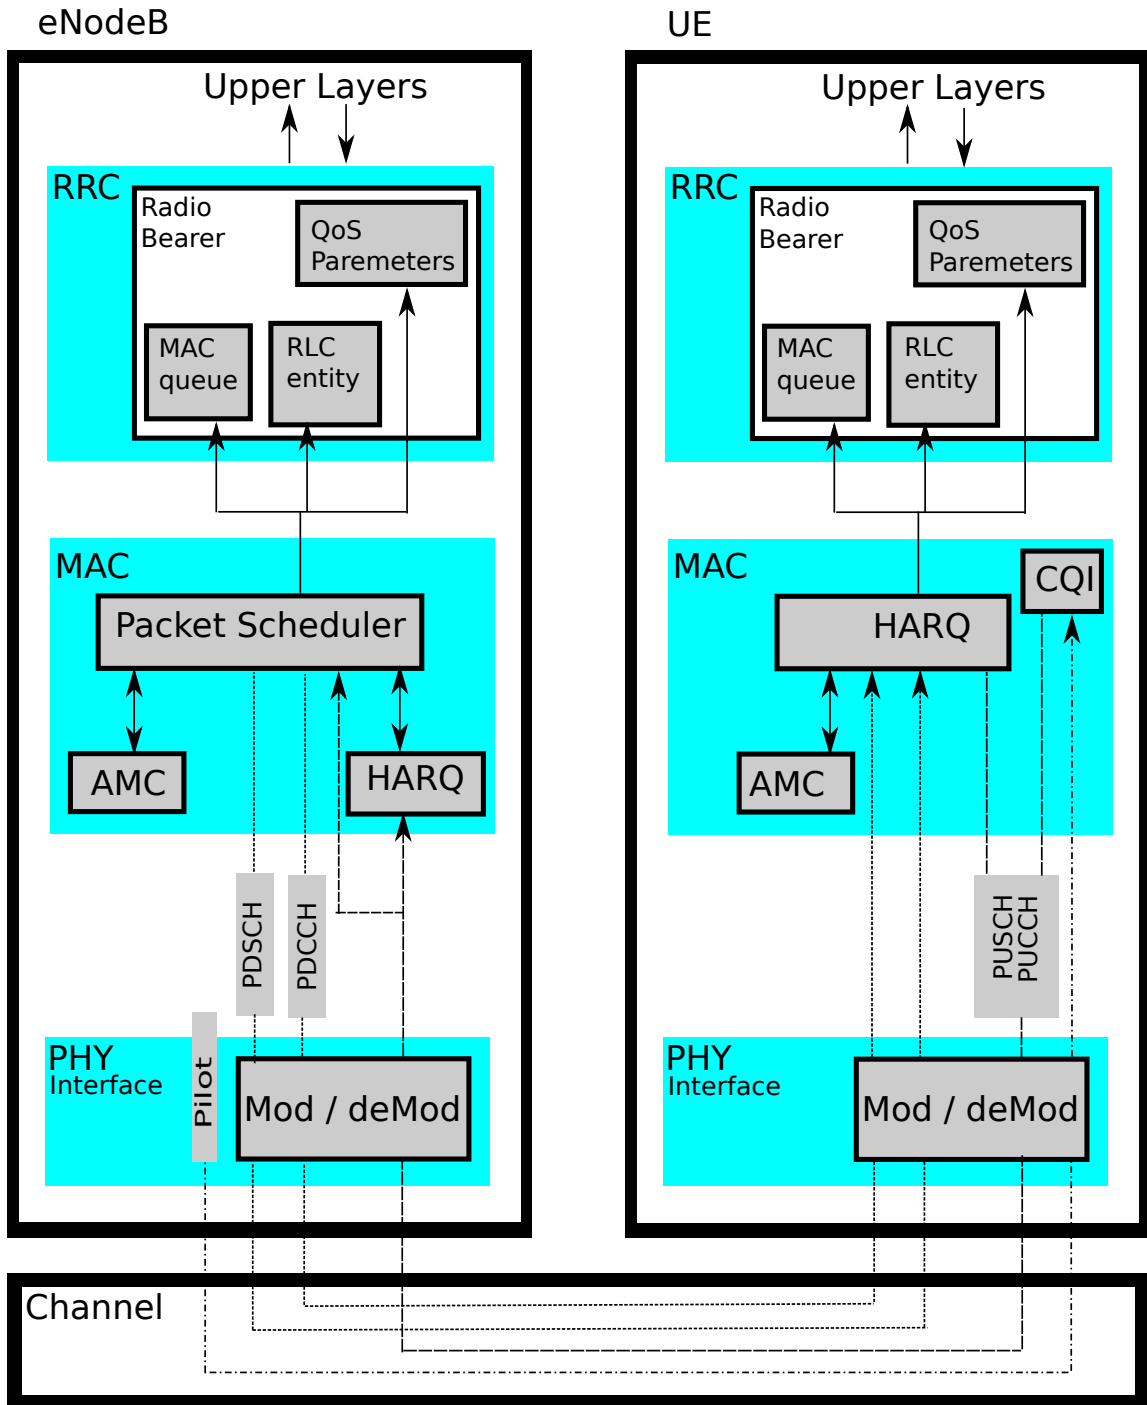 eNodeB
UE
Upper Layers
RRC
Radio
Bearer
QoS
Paremeters
MAC
queue
RLC
entity
MAC
Packet Scheduler
AMC
HARQ
PDSCH
PDCCH
PHY
Interface
Pilot
Mod / deMod
Upper Layers
RRC
Radio
Bearer
QoS
Paremeters
MAC
queue
RLC
entity
MAC
CQI
HARQ
AMC
PUSCH
PUCCH
PHY
Interface
Mod / deMod
Channel